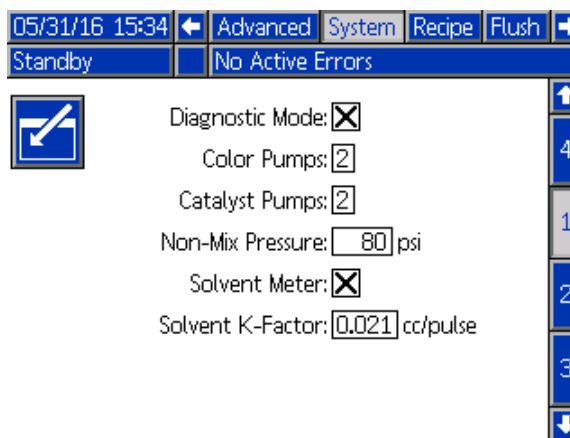 05/31/16 15:34 Advanced System Recipe Flush
Standby No Active Errors
Diagnostic Mode:
Color Pumps: 2
4
Catalyst Pumps: 2
1
Non-Mix Pressure: 80 psi
Solvent Meter:
2
Solvent K-Factor: 0.021 cc/pulse
3